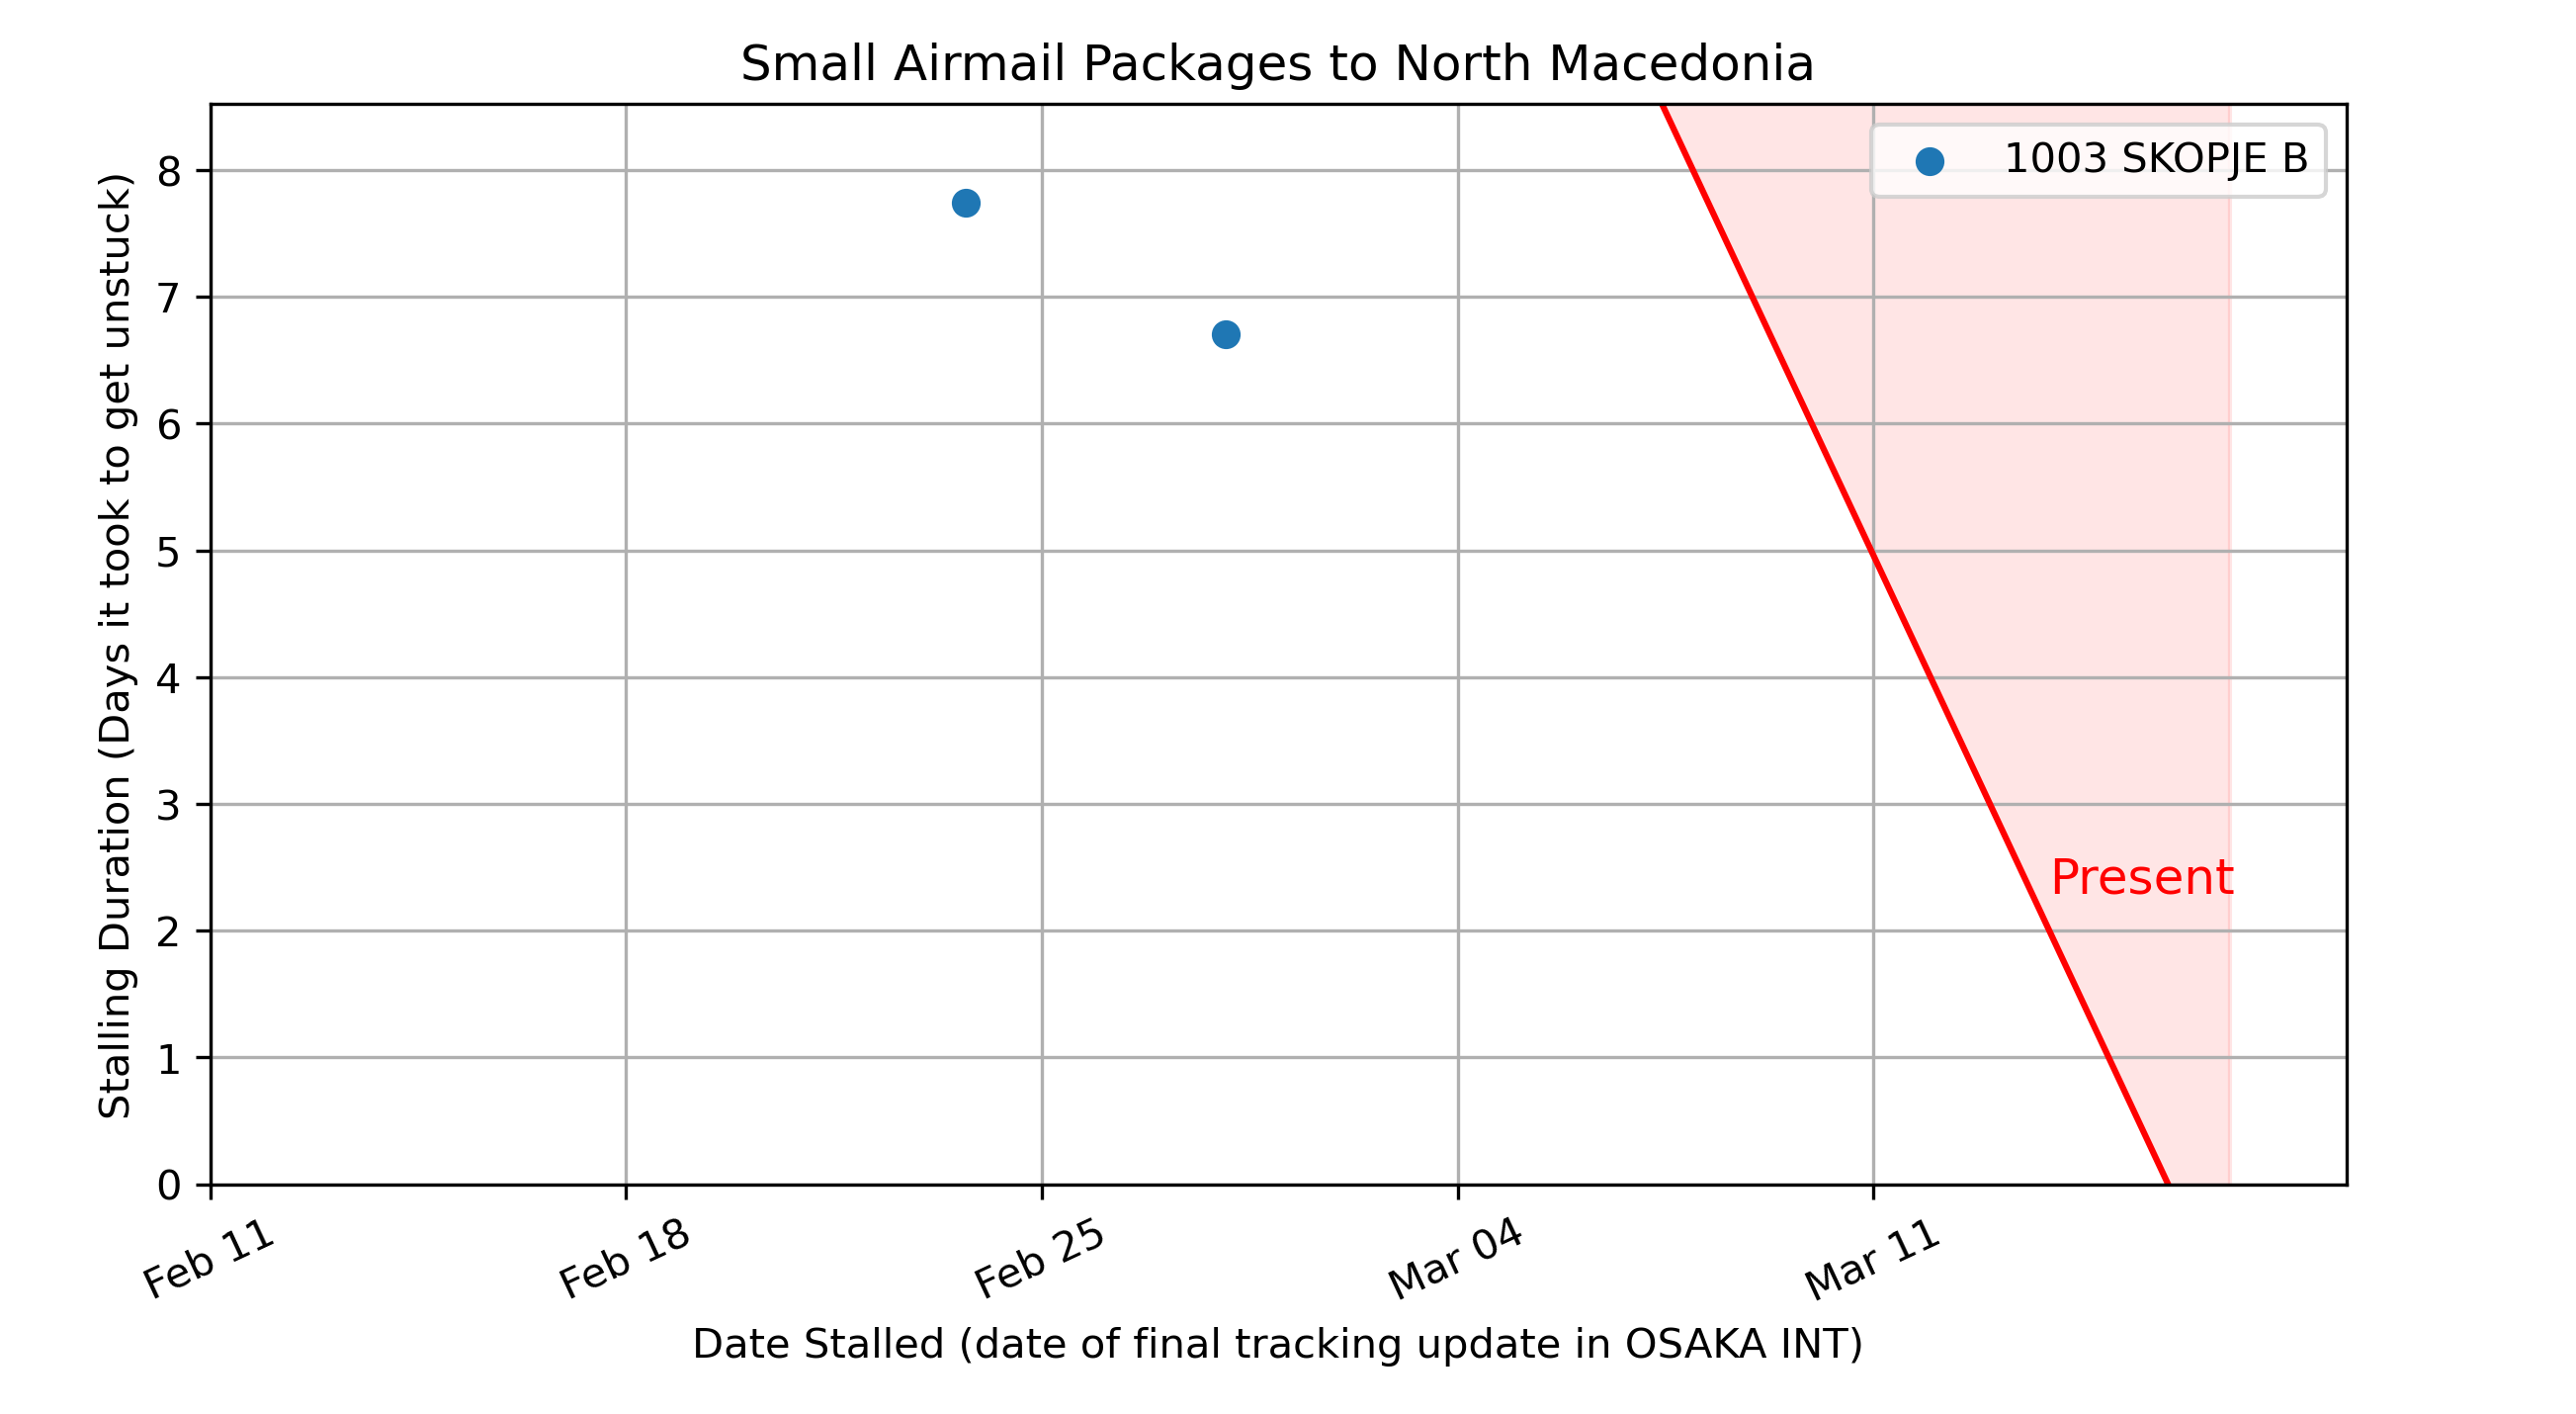 Small Airmail Packages to North Macedonia
1003 SKOPJE B
Stalling Duration (Days it took to get unstuck)
8
7
6
5
4
3
2
1
0
Present
Feb 11
Feb 18
Feb 25
Mar 04
Mar 11
Date Stalled (date of final tracking update in OSAKA INT)